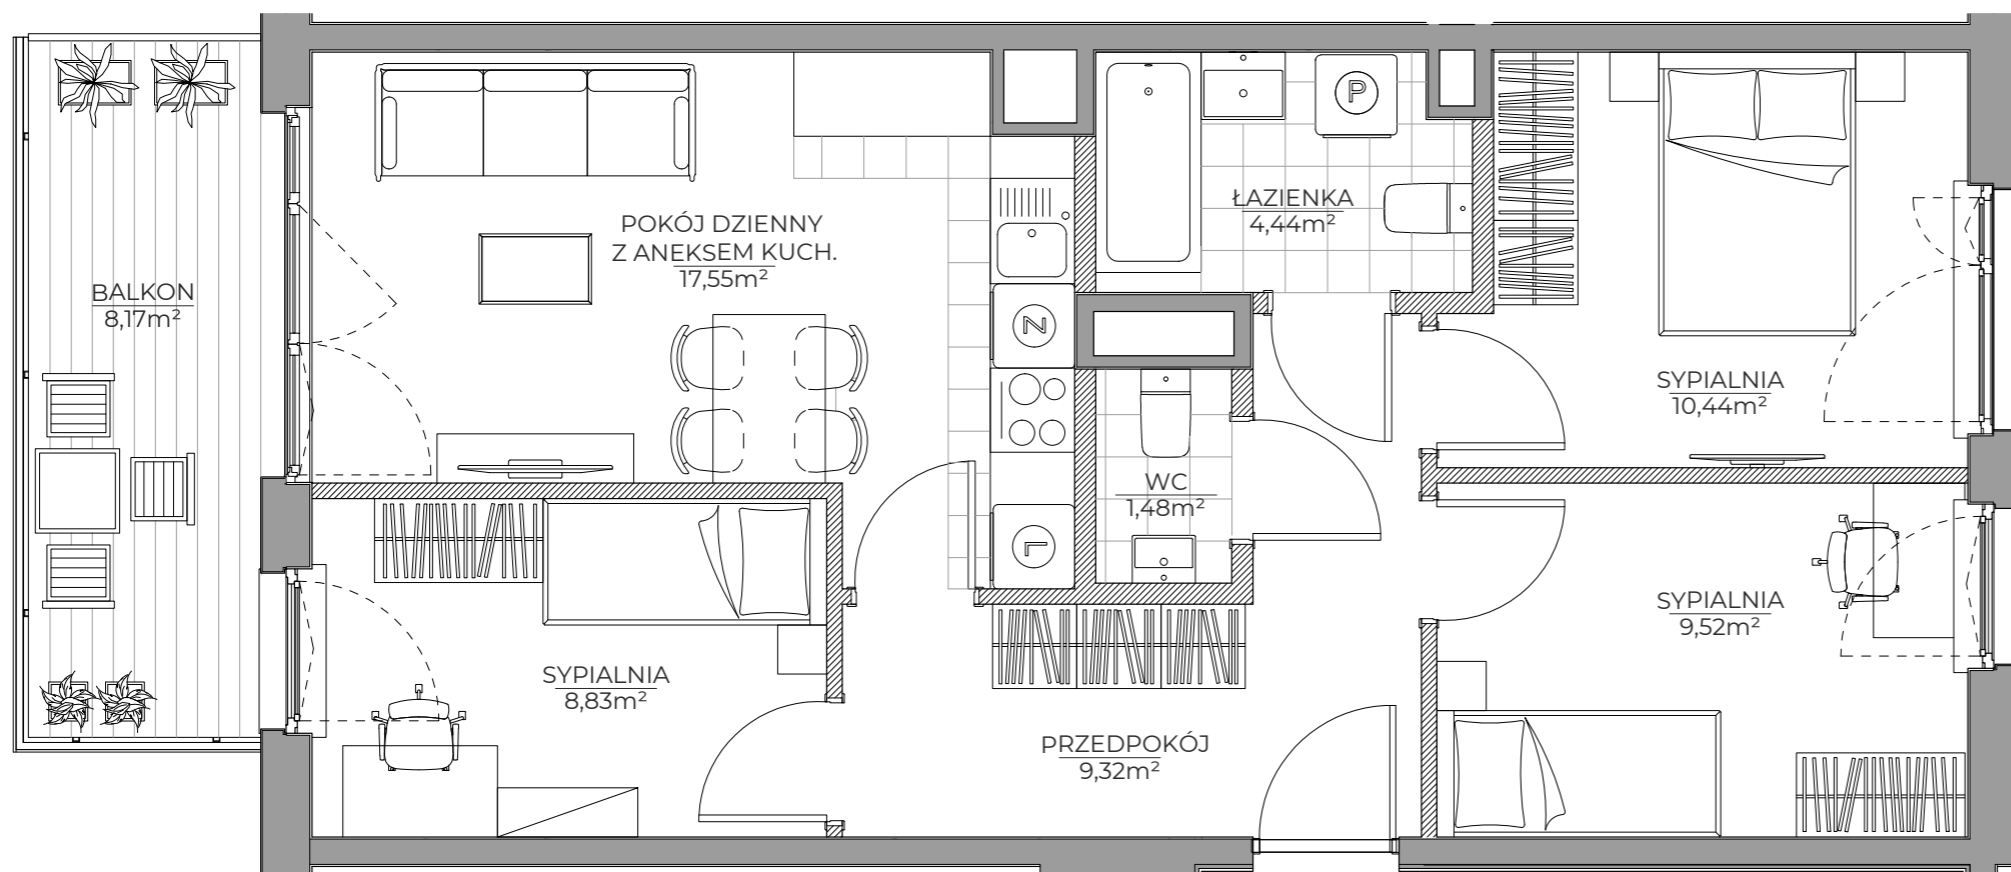 BALKON
8,17m²
POKÓJ DZIENNY
Z ANEKSEM KUCH.
17,55m²
P
ŁAZIENKA
4,44m²
N
SYPIALNIA
10,44m²
WC
1,48m²
L
SYPIALNIA
9,52m²
SYPIALNIA
8,83m²
PRZEDPOKÓJ
9,32m²